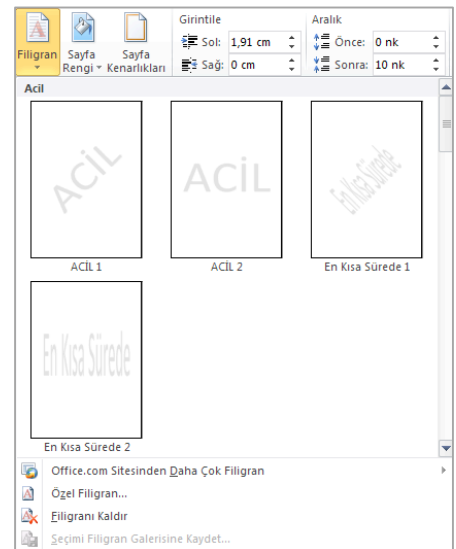 Girintile Aralık
Filigran Sayfa Rengi Sayfa Kenarlıkları
Sol: 1,91 cm Önce: 0 nk
Sağ: 0 cm Sonra: 10 nk
Acil
ACİL ACİL En Kısa Sürede
ACİL 1 ACİL 2 En Kısa Sürede 1
En Kısa Sürede
En Kısa Sürede 2
Office.com Sitesinden Daha Çok Filigran
Özel Filigran...
Filigranı Kaldır
Seçimi Filigran Galerisine Kaydet...